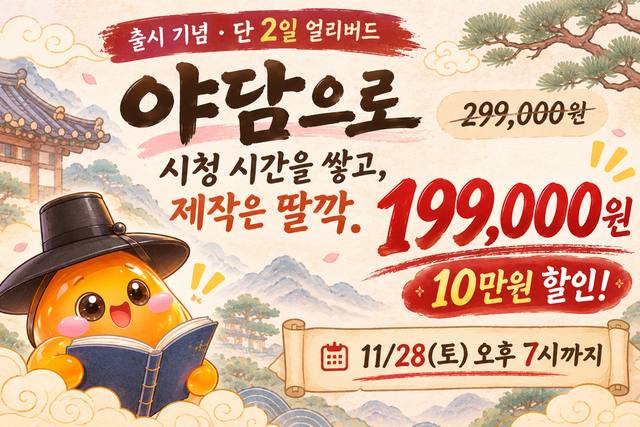 출시 기념 · 단 2일 얼리버드
야담으로
시청 시간을 쌓고,
제작은 딸깍.
299,000원
199,000원
10만원 할인!
11/28(토) 오후 7시까지